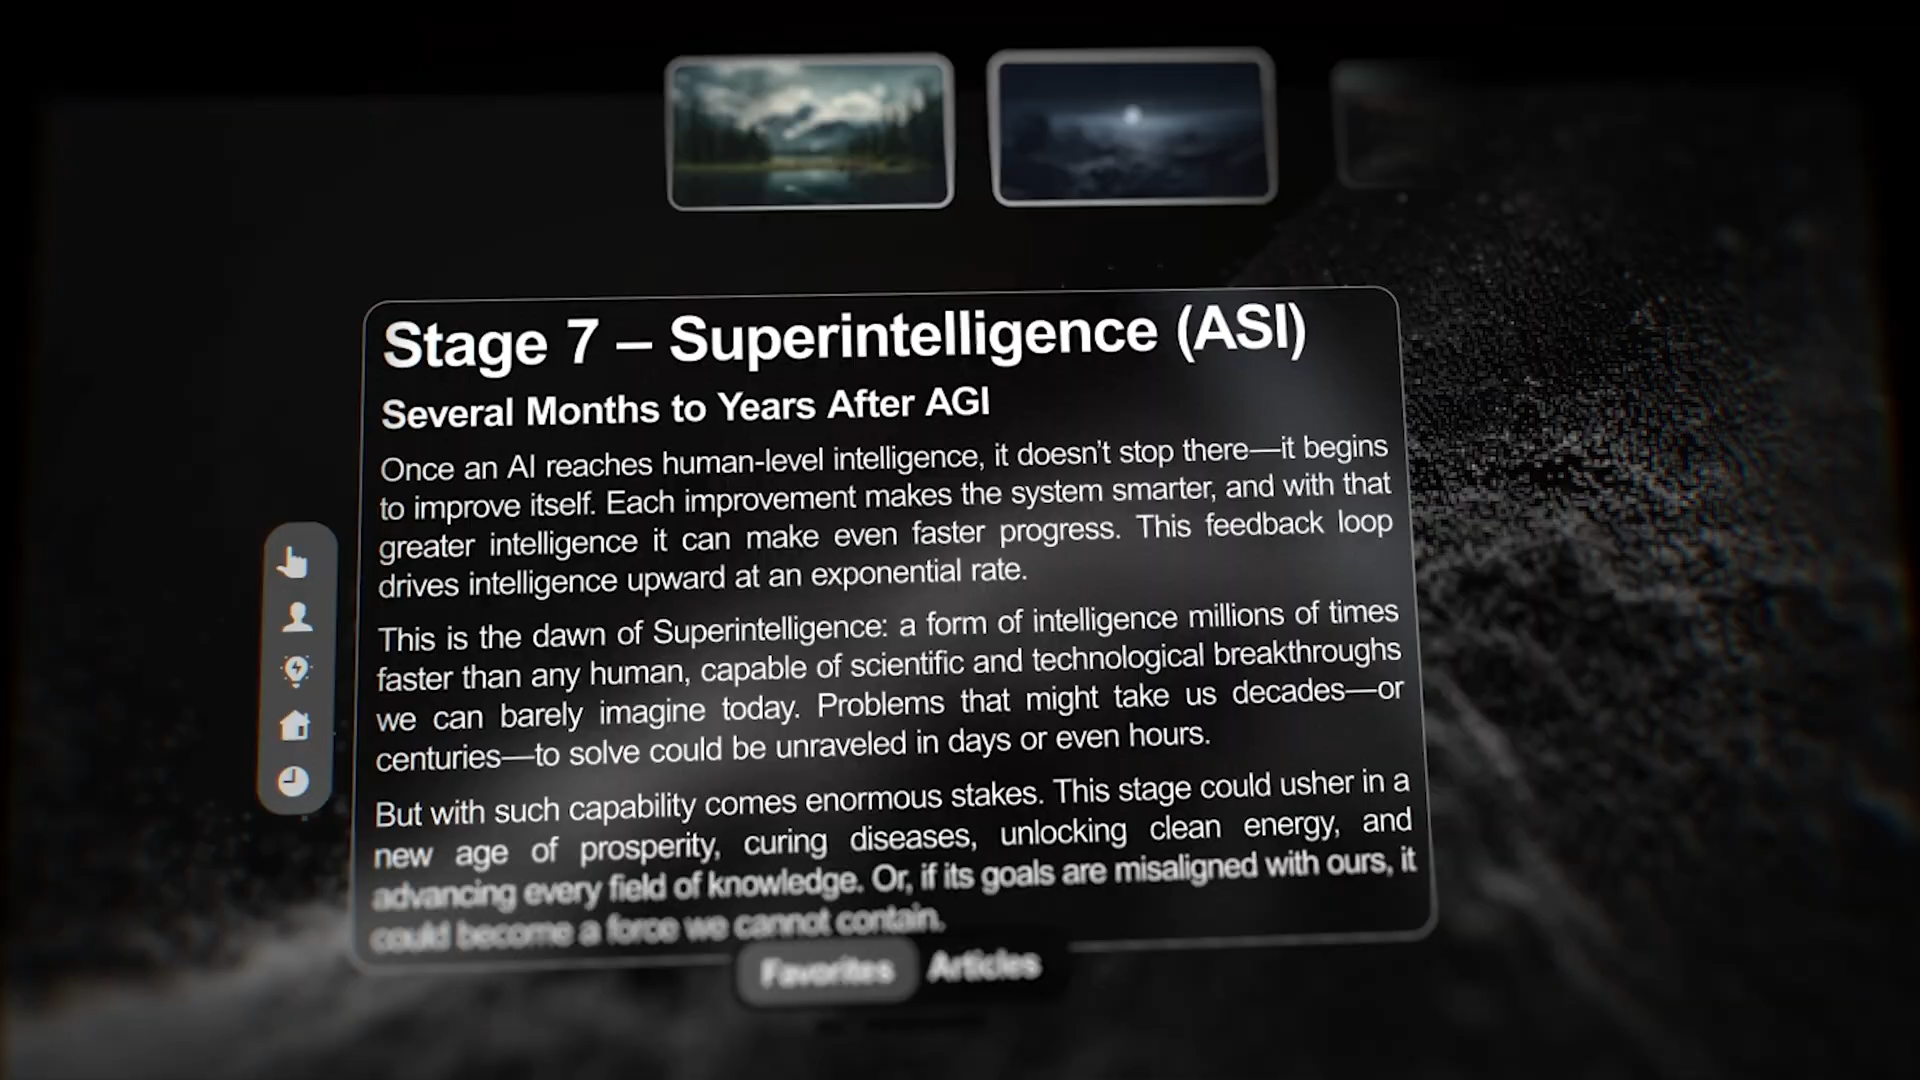 Stage 7 – Superintelligence (ASI)
Several Months to Years After AGI
Once an AI reaches human-level intelligence, it doesn't stop there—it begins
to improve itself. Each improvement makes the system smarter, and with that
greater intelligence it can make even faster progress. This feedback loop
drives intelligence upward at an exponential rate.
This is the dawn of Superintelligence: a form of intelligence millions of times
faster than any human, capable of scientific and technological breakthroughs
we can barely imagine today. Problems that might take us decades—or
centuries—to solve could be unraveled in days or even hours.
But with such capability comes enormous stakes. This stage could usher in a
new age of prosperity, curing diseases, unlocking clean energy, and
advancing every field of knowledge. Or, if its goals are misaligned with ours, it
could become a force we cannot contain.
Favorites Articles